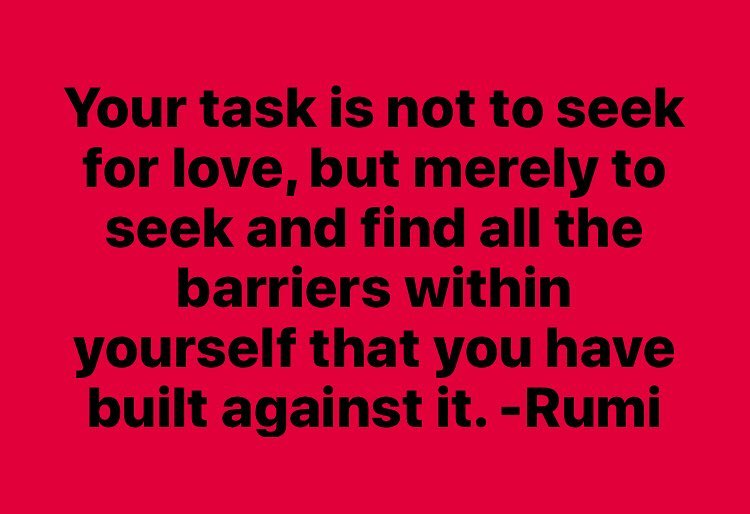 Your task is not to seek
for love, but merely to
seek and find all the
barriers within
yourself that you have
built against it. -Rumi